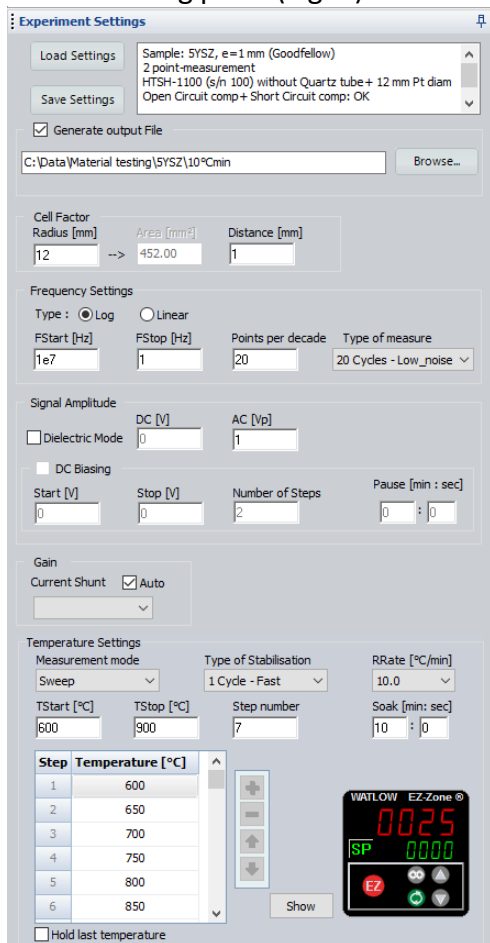 Experiment Settings
Load Settings
Save Settings
Sample: 5YSZ, e=1 mm (Goodfellow)
2 point-measurement
HTSH-1100 (s/n 100) without Quartz tube+ 12 mm Pt diam
Open Circuit comp+ Short Circuit comp: OK
Generate output File
C:\Data\Material testing\5YSZ\10°Cmin
Browse...
Cell Factor
Radius [mm] Area [mm²] Distance [mm]
12 --> 452.00 1
Frequency Settings
Type : Log Linear
FStart [Hz] FStop [Hz] Points per decade Type of measure
1e7 1 20 20 Cycles - Low_noise
Signal Amplitude
DC [V] AC [Vp]
Dielectric Mode 0 1
DC Biasing
Start [V] Stop [V] Number of Steps Pause [min : sec]
0 0 2 0 : 0
Gain
Current Shunt Auto
Temperature Settings
Measurement mode Type of Stabilisation RRate [°C/min]
Sweep 1 Cycle - Fast 10.0
TStart [°C] TStop [°C] Step number Soak [min: sec]
600 900 7 10 : 0
Step Temperature [°C]
1 600
2 650
3 700
4 750
5 800
6 850
WATLOW EZ-Zone ®
0025
SP 0000
EZ
Show
Hold last temperature